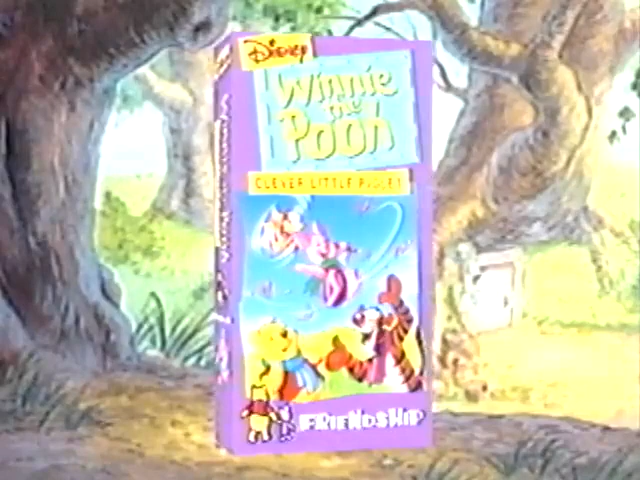 Disney
Winnie
the
Pooh
CLEVER LITTLE PIGLET
FRIENDSHIP